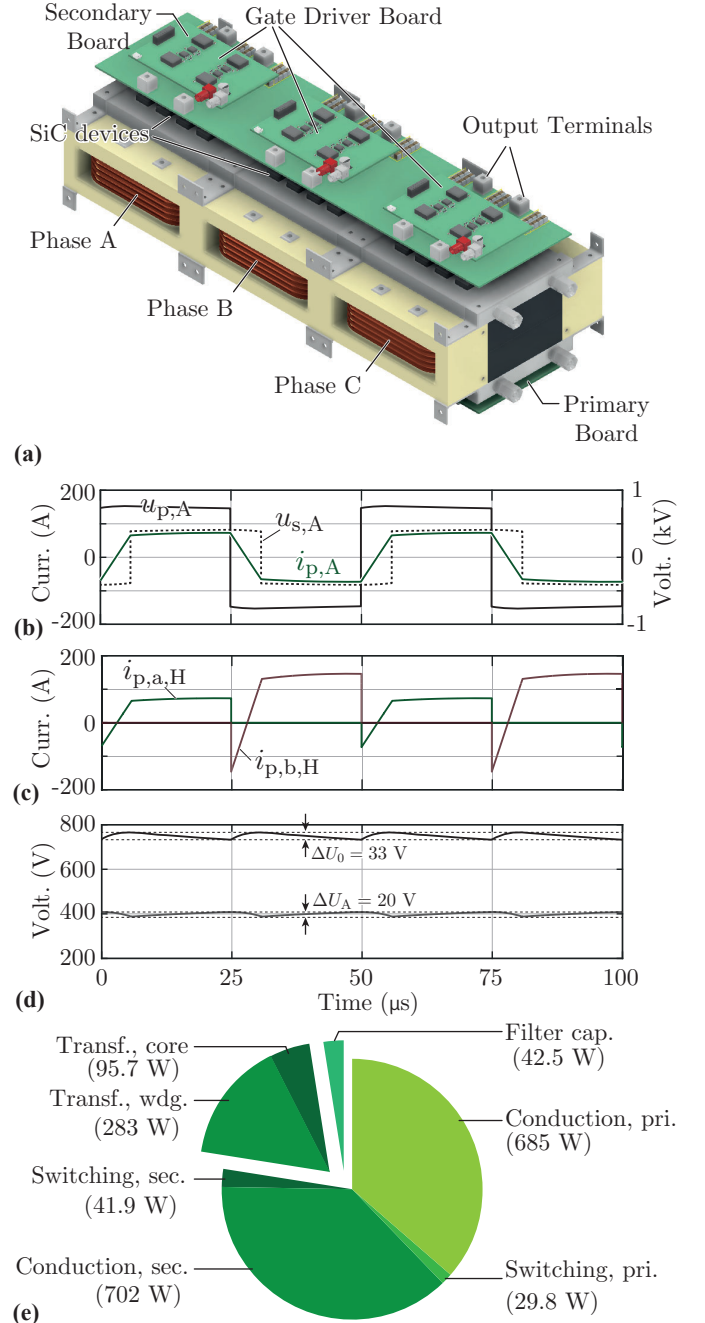 Secondary
Board
Gate Driver Board
SiC devices
Output Terminals
Phase A
Phase B
Phase C
Primary
Board
(a)
200
0
-200
Curr. (A)
u_p,A
u_s,A
i_p,A
1
0
-1
Volt. (kV)
(b)
200
0
-200
Curr. (A)
i_p,a,H
i_p,b,H
(c)
800
600
400
200
Volt. (V)
ΔU_0 = 33 V
ΔU_A = 20 V
0
25
50
75
100
Time (μs)
(d)
Transf., core
(95.7 W)
Transf., wdg.
(283 W)
Switching, sec.
(41.9 W)
Conduction, sec.
(702 W)
Filter cap.
(42.5 W)
Conduction, pri.
(685 W)
Switching, pri.
(29.8 W)
(e)